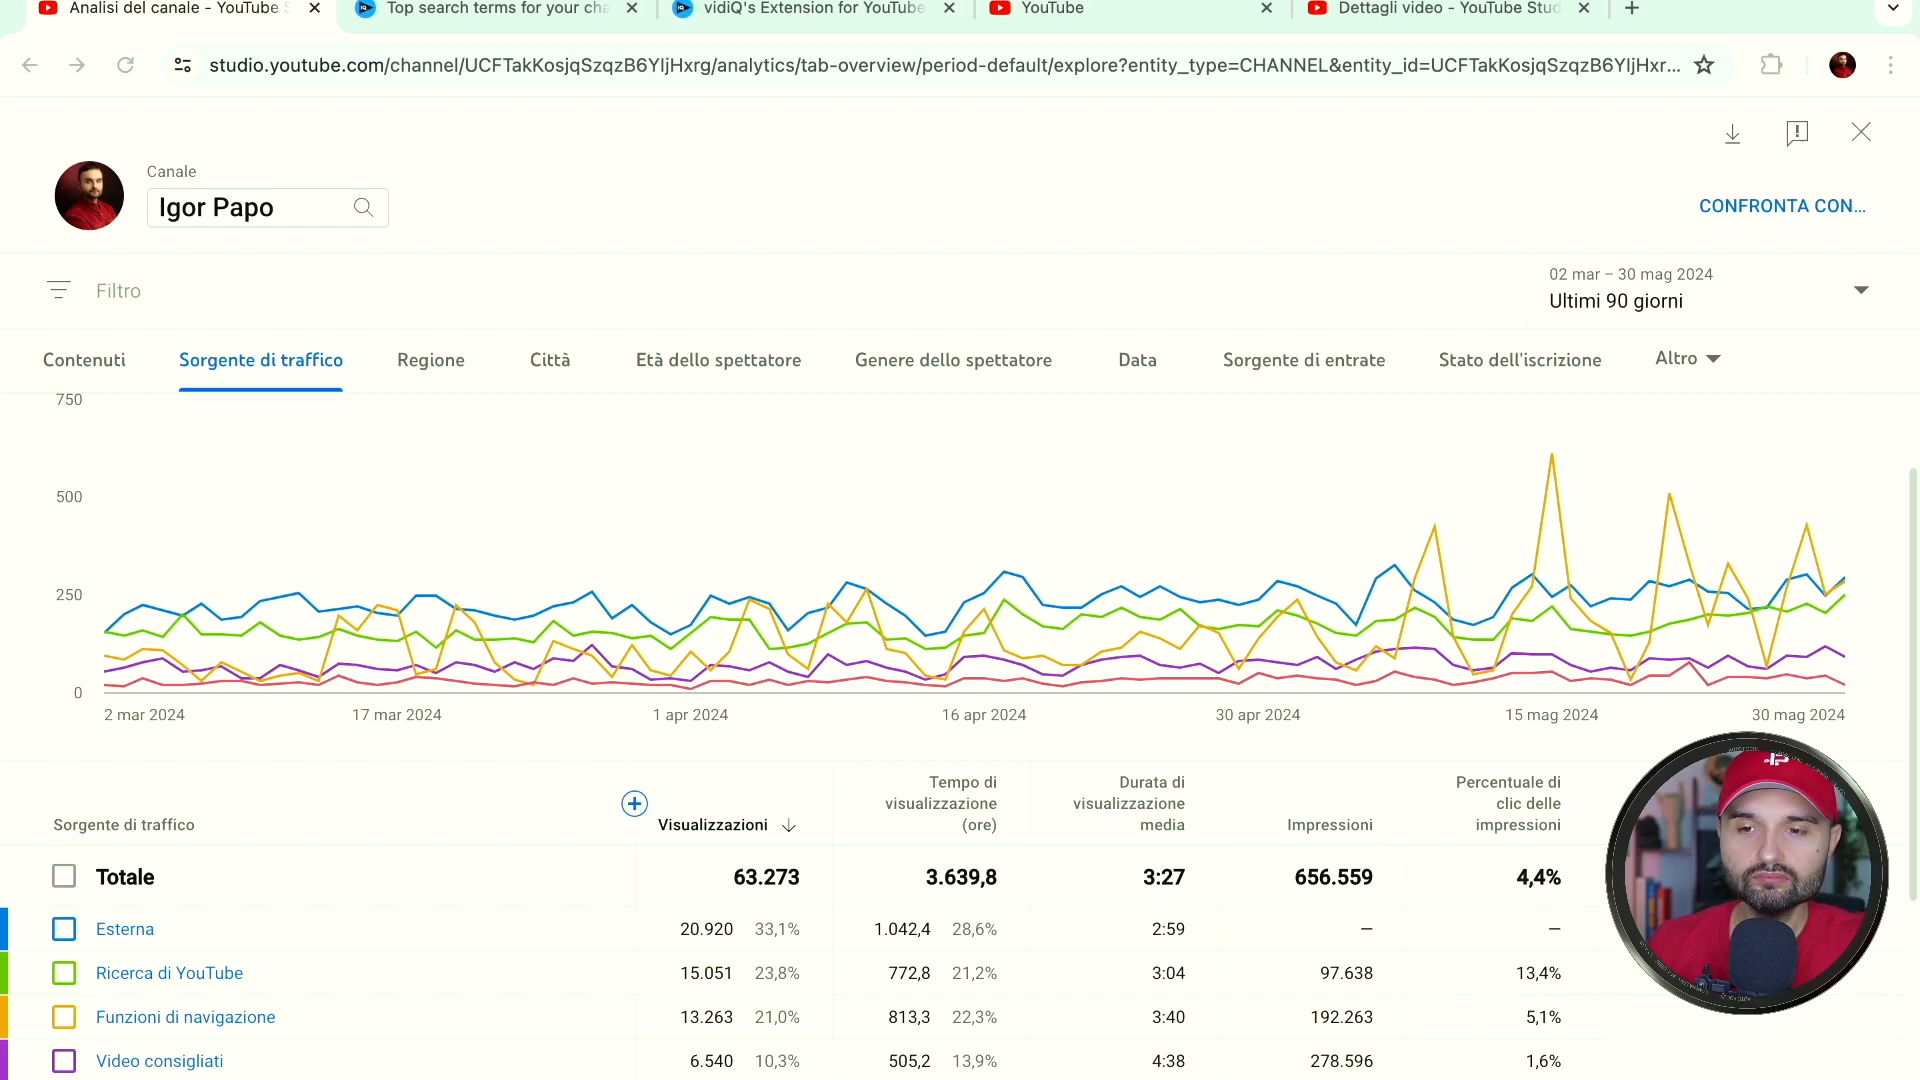 Analisi del canale - YouTube S
Top search terms for your cha
vidiQ's Extension for YouTube
YouTube
Dettagli video - YouTube Stud
studio.youtube.com/channel/UCFTakKosjqSzqzB6YljHxrg/analytics/tab-overview/period-default/explore?entity_type=CHANNEL&entity_id=UCFTakKosjqSzqzB6YljHxr...
Canale
Igor Papo
CONFRONTA CON...
Filtro
02 mar – 30 mag 2024
Ultimi 90 giorni
Contenuti Sorgente di traffico Regione Città Età dello spettatore Genere dello spettatore Data Sorgente di entrate Stato dell'iscrizione Altro
750
500
250
0
2 mar 2024 17 mar 2024 1 apr 2024 16 apr 2024 30 apr 2024 15 mag 2024 30 mag 2024
Sorgente di traffico
Visualizzazioni
Tempo di
visualizzazione
(ore)
Durata di
visualizzazione
media
Impressioni
Percentuale di
clic delle
impressioni
Totale 63.273 3.639,8 3:27 656.559 4,4%
Esterna 20.920 33,1% 1.042,4 28,6% 2:59 — —
Ricerca di YouTube 15.051 23,8% 772,8 21,2% 3:04 97.638 13,4%
Funzioni di navigazione 13.263 21,0% 813,3 22,3% 3:40 192.263 5,1%
Video consigliati 6.540 10,3% 505,2 13,9% 4:38 278.596 1,6%